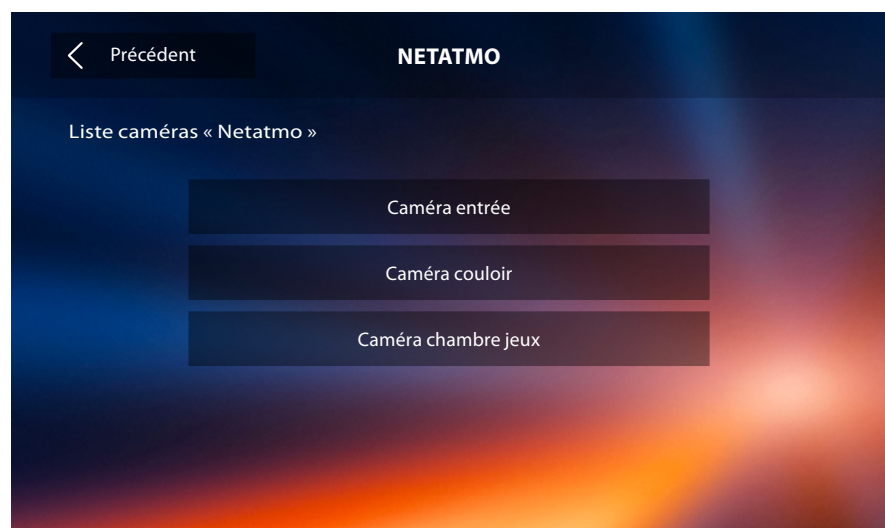 Précédent
NETATMO
Liste caméras « Netatmo »
Caméra entrée
Caméra couloir
Caméra chambre jeux